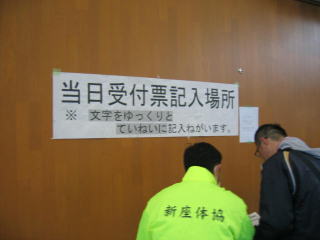 当日受付票記入場所
※ 文字をゆっくりと
ていねいに記入ねがいます。
新座体協